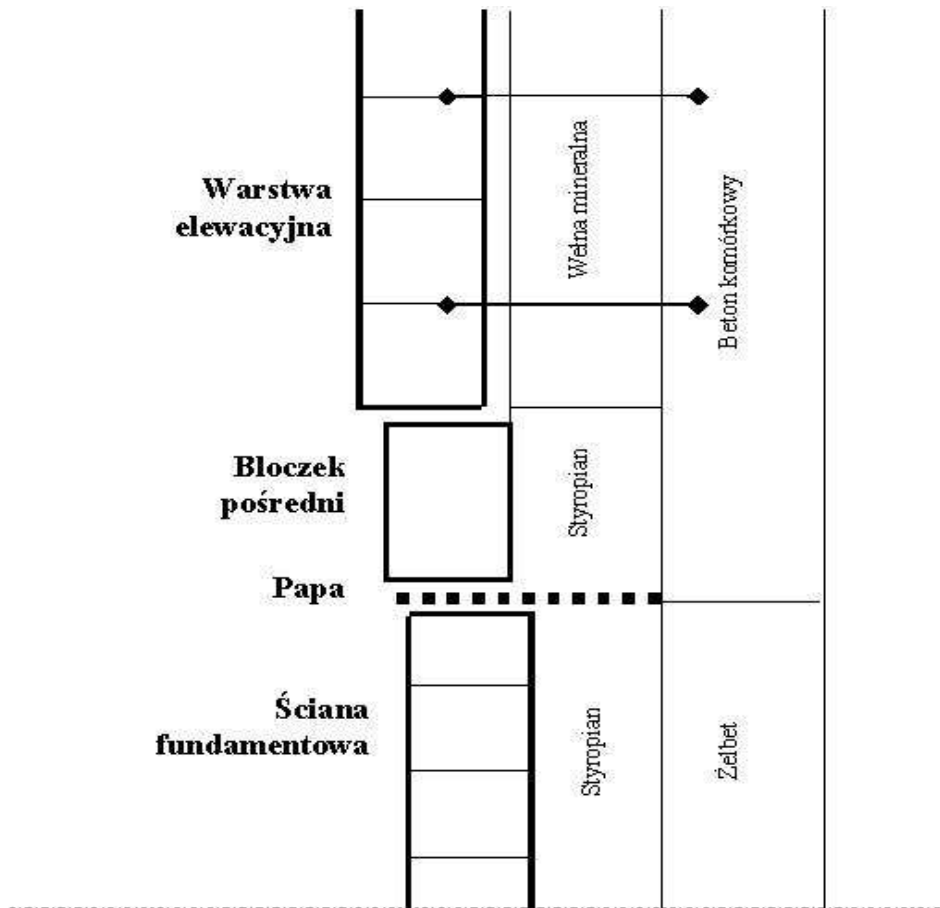 Warstwa
elewacyjna
Wełna mineralna
Beton komórkowy
Bloczek
pośredni
Styropian
Papa
Ściana
fundamentowa
Styropian
Żelbet